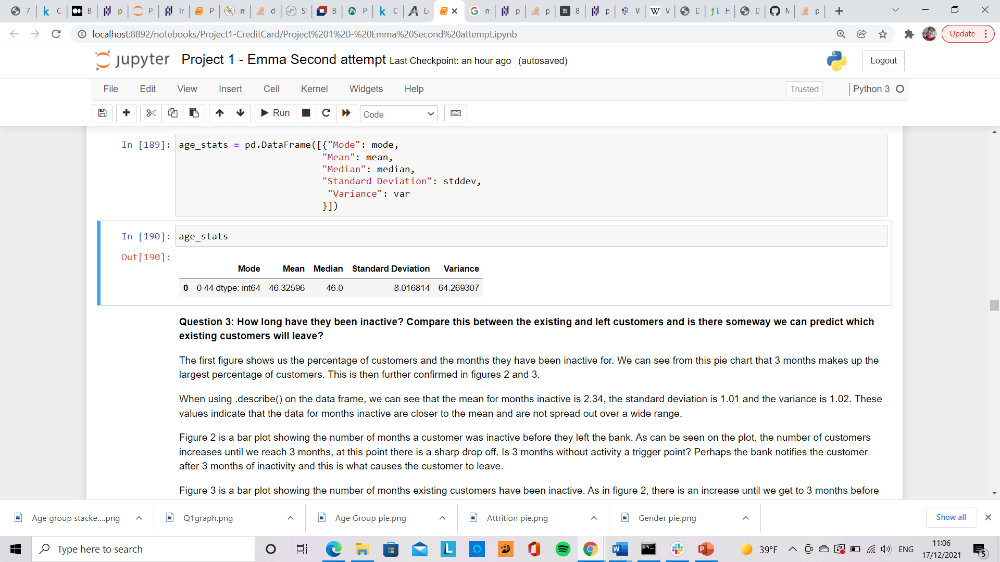 7.
C
B
p
P
Ir
P
m
d
S
B
P
C
L
n
p
p
8
p
V
W V
D
fi H
D
M
p
localhost:8892/notebooks/Project1-CreditCard/Project%201%20-%20Emma%20Second%20attempt.ipynb
Update
jupyter Project 1 - Emma Second attempt Last Checkpoint: an hour ago (autosaved)
Logout
File Edit View Insert Cell Kernel Widgets Help
Trusted
Python 3
Run
Code
In [189]: age_stats = pd.DataFrame([{"Mode": mode,
"Mean": mean,
"Median": median,
"Standard Deviation": stddev,
"Variance": var
}])
In [190]: age_stats
Out[190]:
Mode Mean Median Standard Deviation Variance
0 0 44 dtype: int64 46.32596 46.0 8.016814 64.269307
Question 3: How long have they been inactive? Compare this between the existing and left customers and is there someway we can predict which
existing customers will leave?
The first figure shows us the percentage of customers and the months they have been inactive for. We can see from this pie chart that 3 months makes up the
largest percentage of customers. This is then further confirmed in figures 2 and 3.
When using .describe() on the data frame, we can see that the mean for months inactive is 2.34, the standard deviation is 1.01 and the variance is 1.02. These
values indicate that the data for months inactive are closer to the mean and are not spread out over a wide range.
Figure 2 is a bar plot showing the number of months a customer was inactive before they left the bank. As can be seen on the plot, the number of customers
increases until we reach 3 months, at this point there is a sharp drop off. Is 3 months without activity a trigger point? Perhaps the bank notifies the customer
after 3 months of inactivity and this is what causes the customer to leave.
Figure 3 is a bar plot showing the number of months existing customers have been inactive. As in figure 2, there is an increase until we get to 3 months before
Age group stacke....png
Q1graph.png
Age Group pie.png
Attrition pie.png
Gender pie.png
Show all
Type here to search
39°F
ENG
11:06
17/12/2021
5